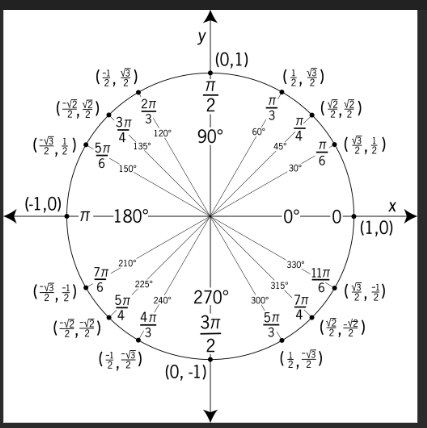 y
(0,1)
(-1/2, √3/2)
(1/2, √3/2)
(-√2/2, √2/2)
2π/3
π/2
π/3
(√2/2, √2/2)
3π/4
120°
90°
60°
π/4
(-√3/2, 1/2)
5π/6
135°
45°
π/6
(√3/2, 1/2)
150°
30°
(-1,0)
x
π
180°
0°
0
(1,0)
210°
330°
7π/6
11π/6
(-√3/2, -1/2)
225°
315°
(√3/2, -1/2)
5π/4
240°
270°
300°
7π/4
(-√2/2, -√2/2)
4π/3
3π/2
5π/3
(√2/2, -√2/2)
(-1/2, -√3/2)
(1/2, -√3/2)
(0, -1)